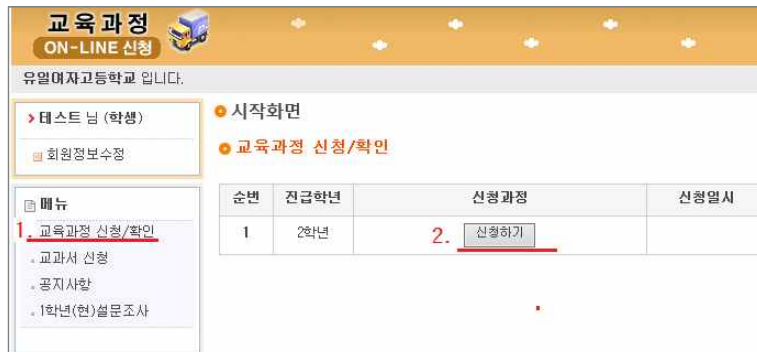 교육과정
ON-LINE 신청
유일여자고등학교 입니다.
테스트 님 (학생)
회원정보수정
메뉴
1. 교육과정 신청/확인
교과서 신청
공지사항
1학년(현)설문조사
시작화면
교육과정 신청/확인
순번 진급학년 신청과정 신청일시
1 2학년 2. 신청하기